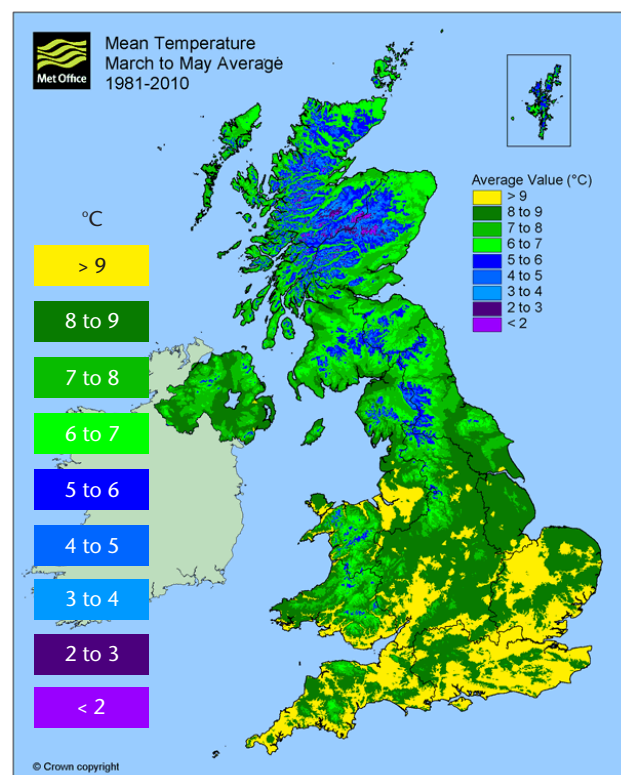 Met Office
Mean Temperature
March to May Average
1981-2010
Average Value (°C)
> 9
8 to 9
7 to 8
6 to 7
5 to 6
4 to 5
3 to 4
2 to 3
< 2
°C
> 9
8 to 9
7 to 8
6 to 7
5 to 6
4 to 5
3 to 4
2 to 3
< 2
© Crown copyright